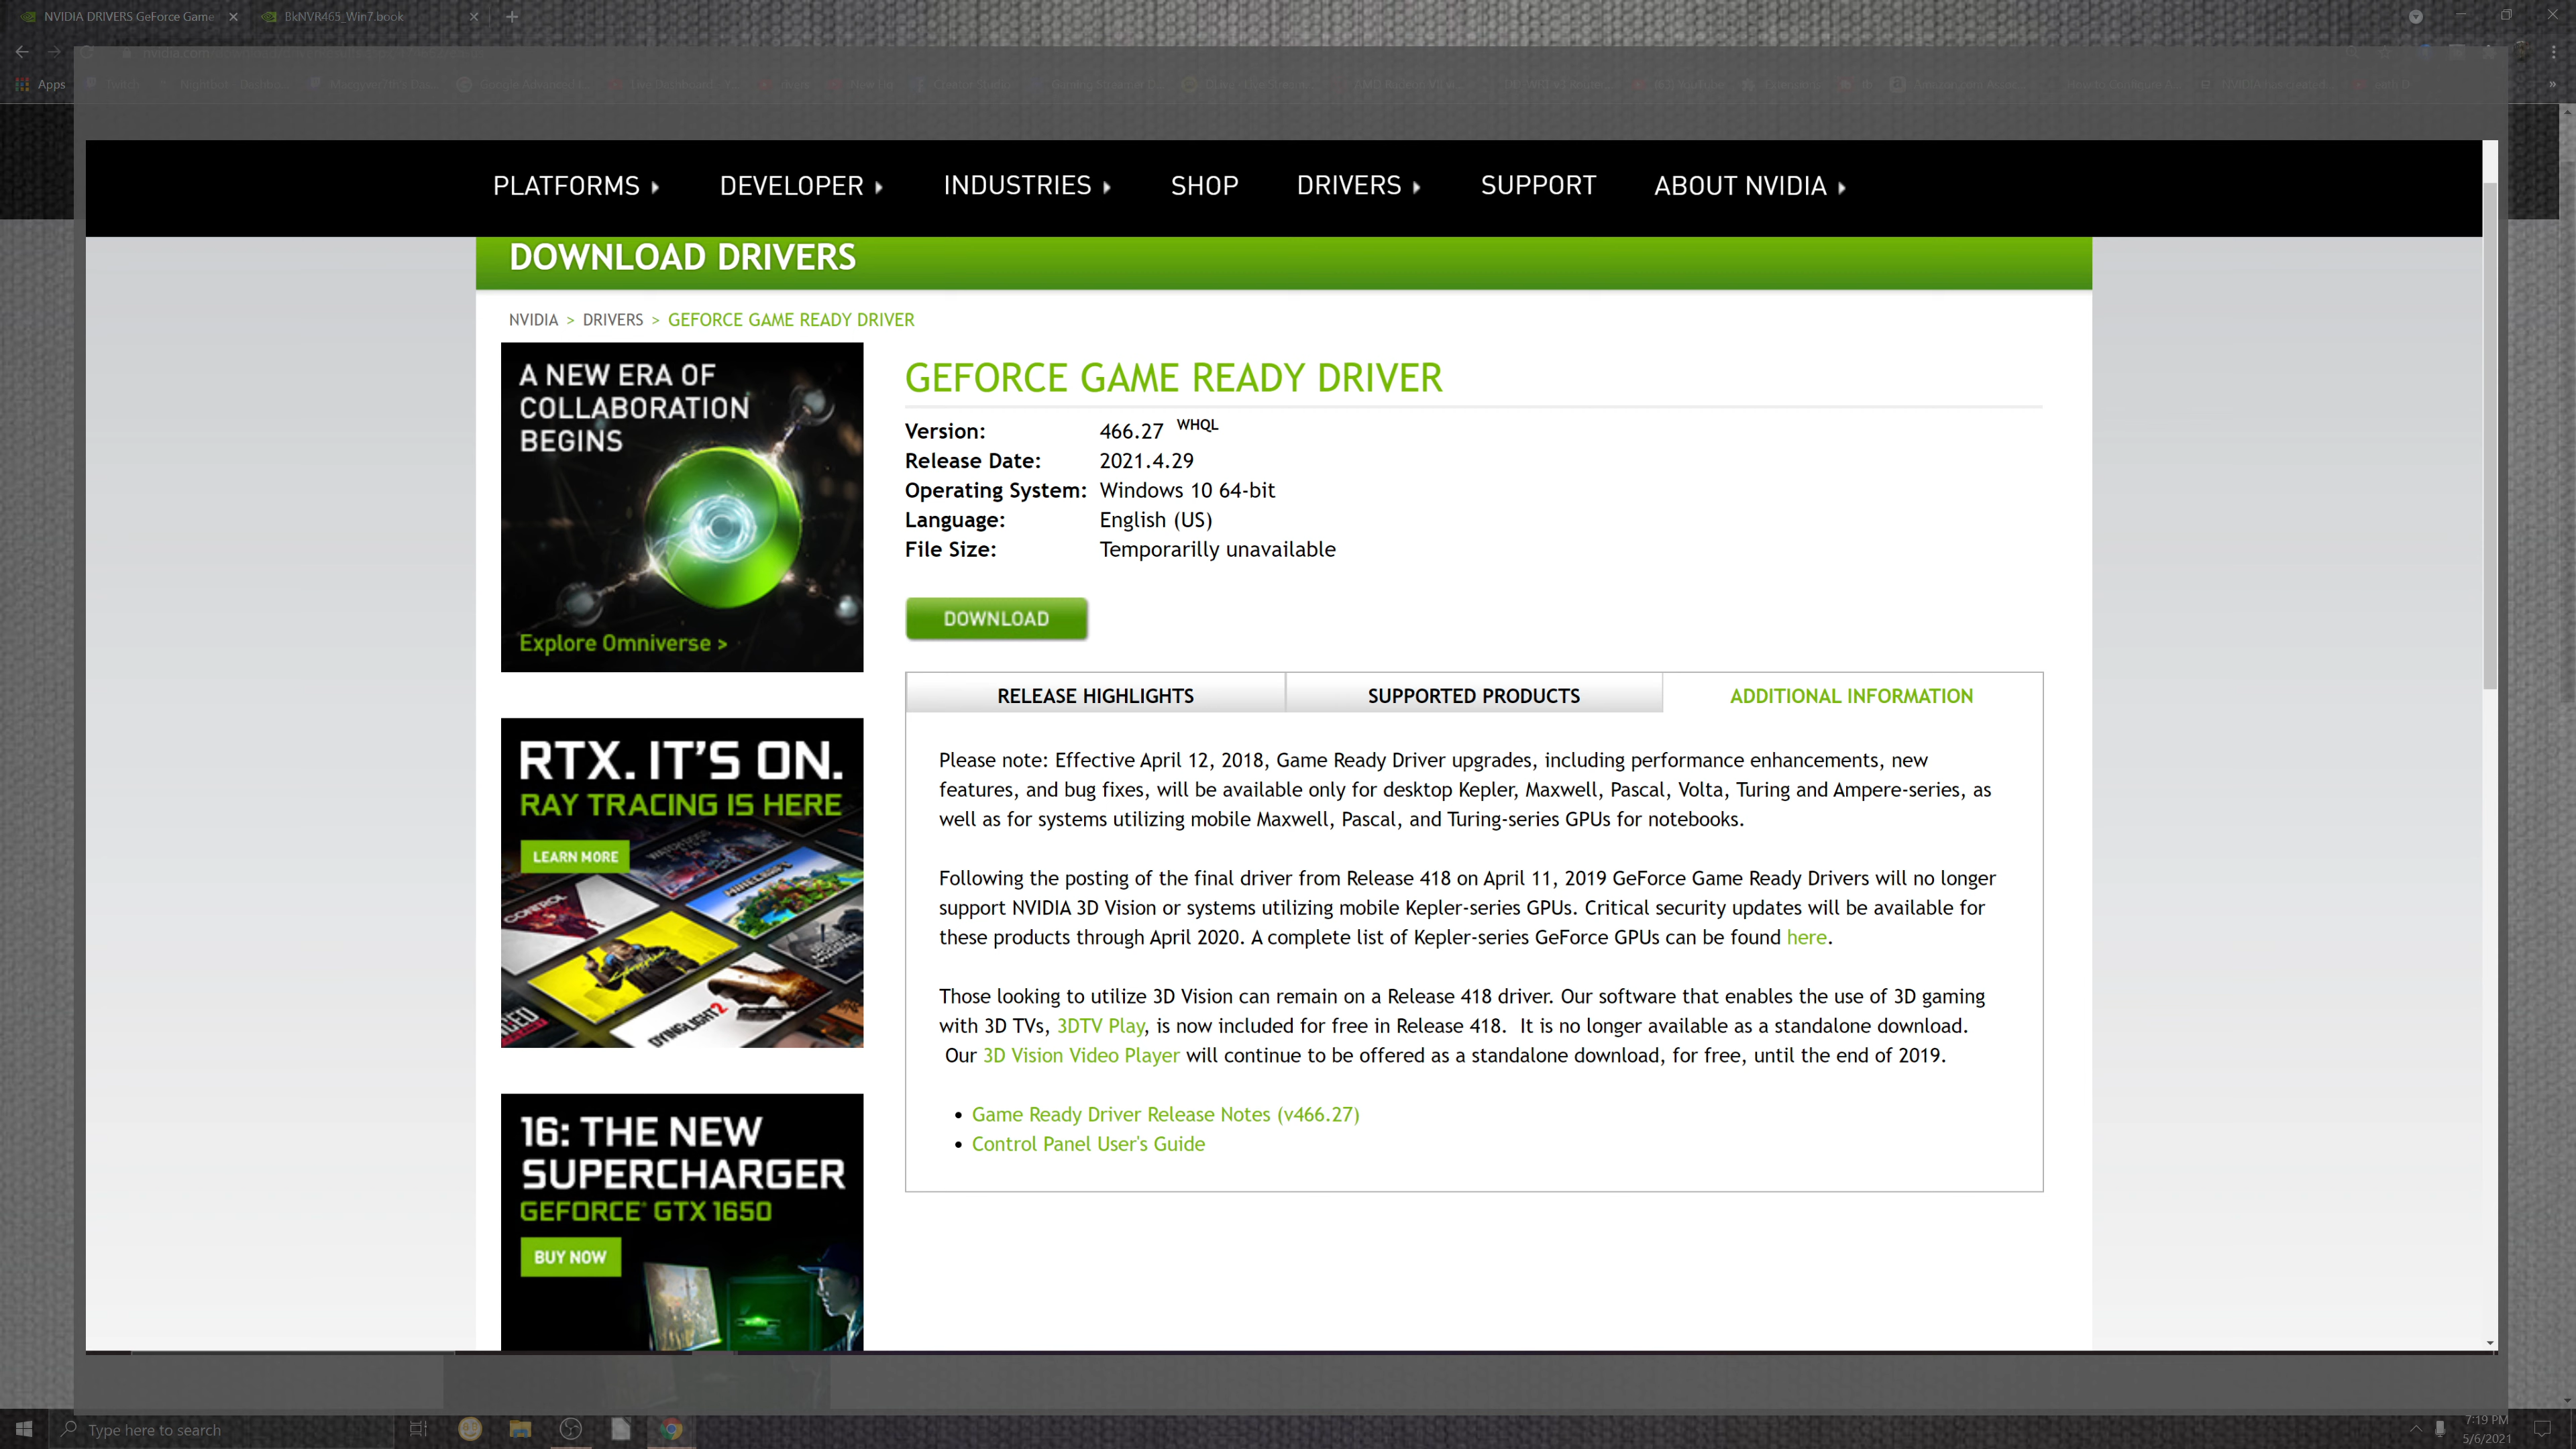 NVIDIA DRIVERS GeForce Game
BkNVR465_Win7.book
nvidia.com
Apps
PLATFORMS
DEVELOPER
INDUSTRIES
SHOP
DRIVERS
SUPPORT
ABOUT NVIDIA
DOWNLOAD DRIVERS
NVIDIA > DRIVERS > GEFORCE GAME READY DRIVER
A NEW ERA OF
COLLABORATION
BEGINS
Explore Omniverse >
RTX. IT'S ON.
RAY TRACING IS HERE
LEARN MORE
MINECRAFT
CONTROL
DYINGLIGHT2
16: THE NEW
SUPERCHARGER
GEFORCE® GTX 1650
BUY NOW
GEFORCE GAME READY DRIVER
Version: 466.27 WHQL
Release Date: 2021.4.29
Operating System: Windows 10 64-bit
Language: English (US)
File Size: Temporarilly unavailable
DOWNLOAD
RELEASE HIGHLIGHTS
SUPPORTED PRODUCTS
ADDITIONAL INFORMATION
Please note: Effective April 12, 2018, Game Ready Driver upgrades, including performance enhancements, new
features, and bug fixes, will be available only for desktop Kepler, Maxwell, Pascal, Volta, Turing and Ampere-series, as
well as for systems utilizing mobile Maxwell, Pascal, and Turing-series GPUs for notebooks.
Following the posting of the final driver from Release 418 on April 11, 2019 GeForce Game Ready Drivers will no longer
support NVIDIA 3D Vision or systems utilizing mobile Kepler-series GPUs. Critical security updates will be available for
these products through April 2020. A complete list of Kepler-series GeForce GPUs can be found here.
Those looking to utilize 3D Vision can remain on a Release 418 driver. Our software that enables the use of 3D gaming
with 3D TVs, 3DTV Play, is now included for free in Release 418. It is no longer available as a standalone download.
Our 3D Vision Video Player will continue to be offered as a standalone download, for free, until the end of 2019.
• Game Ready Driver Release Notes (v466.27)
• Control Panel User's Guide
Type here to search
7:19 PM
5/6/2021